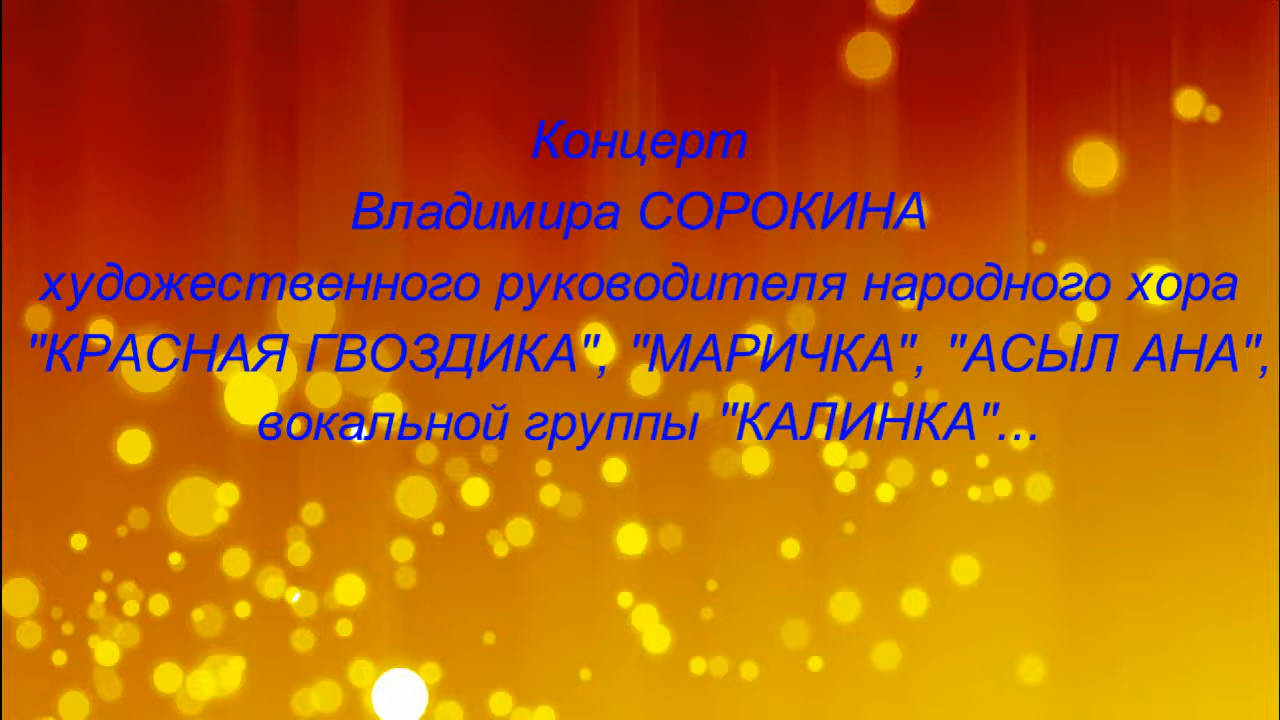 Концерт
Владимира СОРОКИНА
художественного руководителя народного хора
"КРАСНАЯ ГВОЗДИКА", "МАРИЧКА", "АСЫЛ АНА",
вокальной группы "КАЛИНКА"...